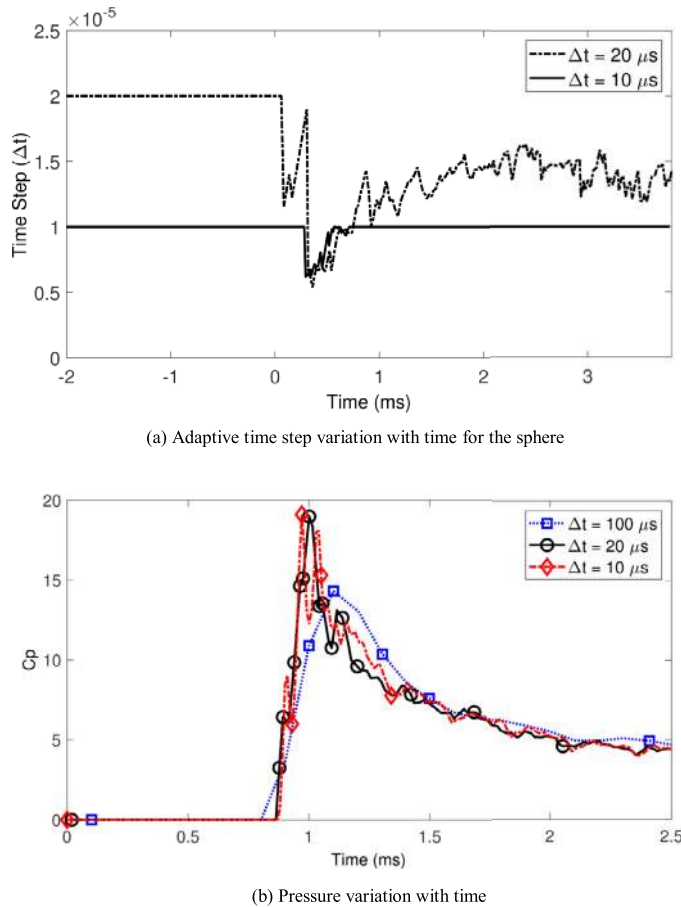 ×10⁻⁵
2.5
2
1.5
1
0.5
0
Time Step (Δt)
Δt = 20 μs
Δt = 10 μs
-2 -1 0 1 2 3
Time (ms)
(a) Adaptive time step variation with time for the sphere
20
15
10
5
0
Cp
Δt = 100 μs
Δt = 20 μs
Δt = 10 μs
0 0.5 1 1.5 2 2.5
Time (ms)
(b) Pressure variation with time